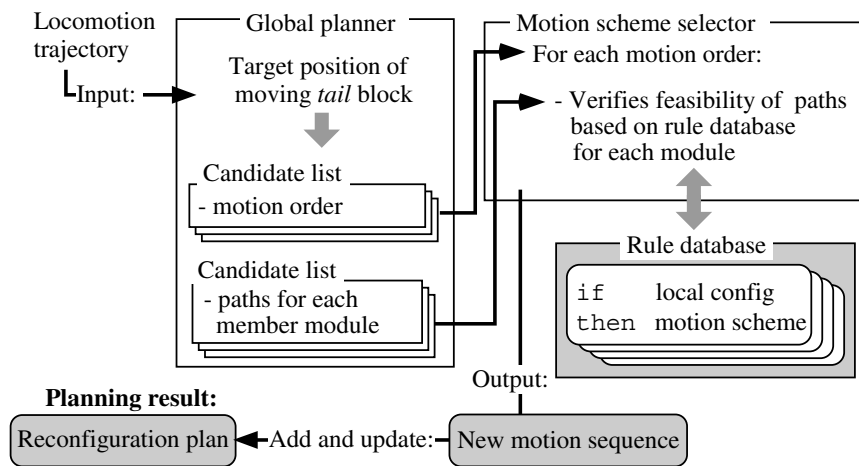 Locomotion
trajectory
Input:
Global planner
Target position of
moving tail block
Candidate list
- motion order
Candidate list
- paths for each
member module
Motion scheme selector
For each motion order:
- Verifies feasibility of paths
based on rule database
for each module
Rule database
if local config
then motion scheme
Output:
Planning result:
Reconfiguration plan
Add and update:
New motion sequence